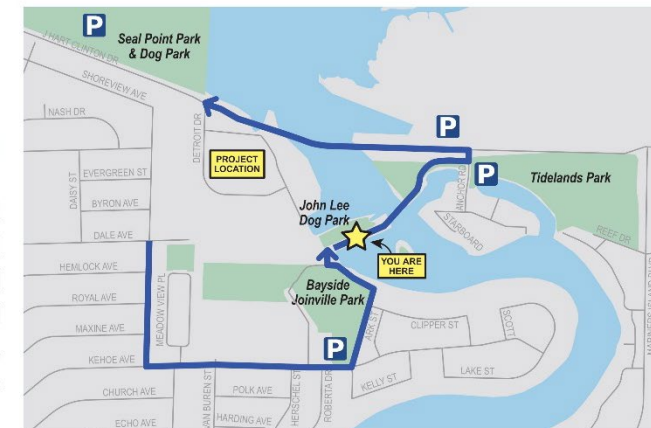 P
Seal Point Park
& Dog Park
J HART CLINTON DR
SHOREVIEW AVE
NASH DR
DETROIT DR
P
PROJECT
LOCATION
EVERGREEN ST
DAISY ST
BYRON AVE
P
ANCHOR RD
Tidelands Park
John Lee
Dog Park
STARBOARD
REEF DR
DALE AVE
YOU ARE
HERE
HEMLOCK AVE
MEADOW VIEW PL
Bayside
Joinville Park
MARINERS ISLAND BLVD
ROYAL AVE
ARK ST
CLIPPER ST
SCOTT
MAXINE AVE
P
KEHOE AVE
LAKE ST
KELLY ST
CHURCH AVE
VAN BUREN ST
POLK AVE
HERSCHEL ST
ROBERTA DR
ECHO AVE
HARDING AVE